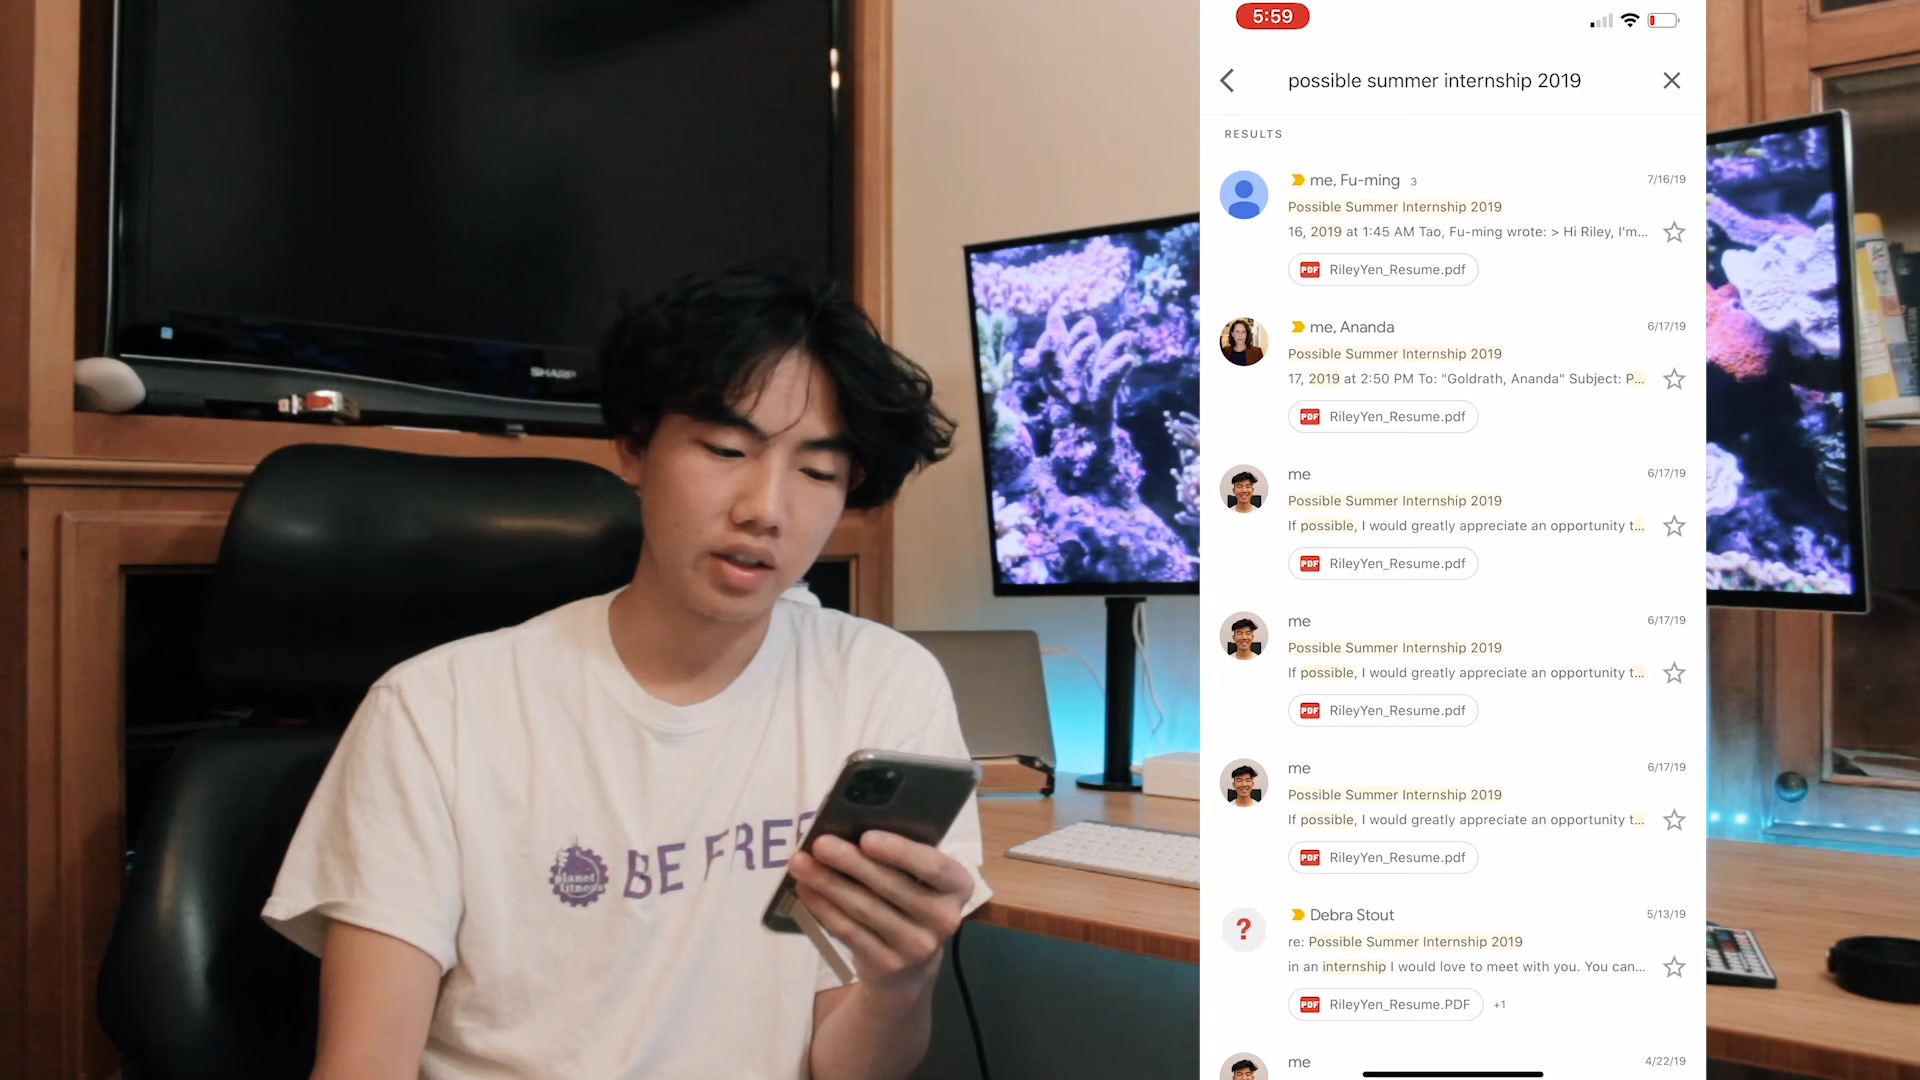 5:59
possible summer internship 2019
RESULTS
me, Fu-ming 3
7/16/19
Possible Summer Internship 2019
16, 2019 at 1:45 AM Tao, Fu-ming wrote: > Hi Riley, I'm...
PDF RileyYen_Resume.pdf
me, Ananda
6/17/19
Possible Summer Internship 2019
17, 2019 at 2:50 PM To: "Goldrath, Ananda" Subject: P...
PDF RileyYen_Resume.pdf
me
6/17/19
Possible Summer Internship 2019
If possible, I would greatly appreciate an opportunity t...
PDF RileyYen_Resume.pdf
me
6/17/19
Possible Summer Internship 2019
If possible, I would greatly appreciate an opportunity t...
PDF RileyYen_Resume.pdf
me
6/17/19
Possible Summer Internship 2019
If possible, I would greatly appreciate an opportunity t...
PDF RileyYen_Resume.pdf
?
Debra Stout
5/13/19
re: Possible Summer Internship 2019
in an internship I would love to meet with you. You can...
PDF RileyYen_Resume.PDF +1
me
4/22/19
SHARP
planet fitness
BE FREE